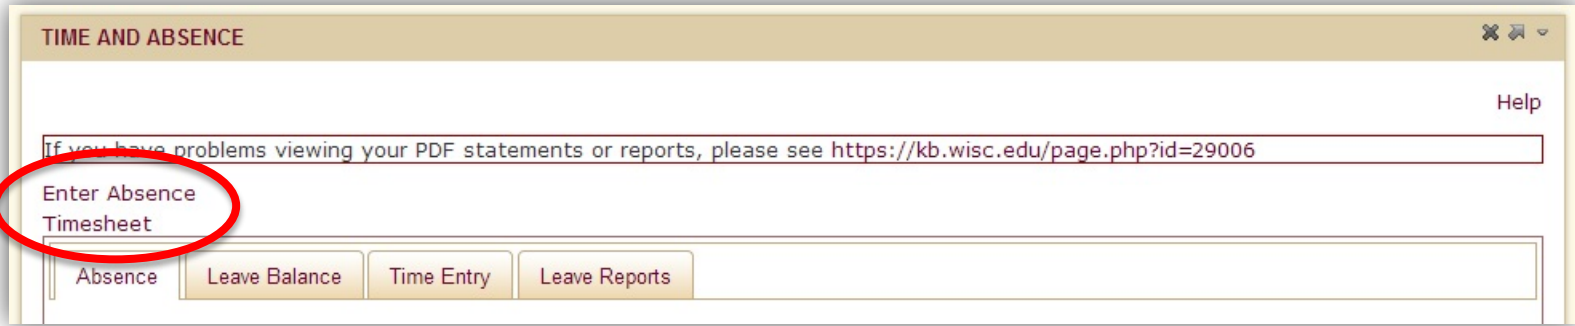 TIME AND ABSENCE
Help
If you have problems viewing your PDF statements or reports, please see https://kb.wisc.edu/page.php?id=29006
Enter Absence
Timesheet
Absence Leave Balance Time Entry Leave Reports